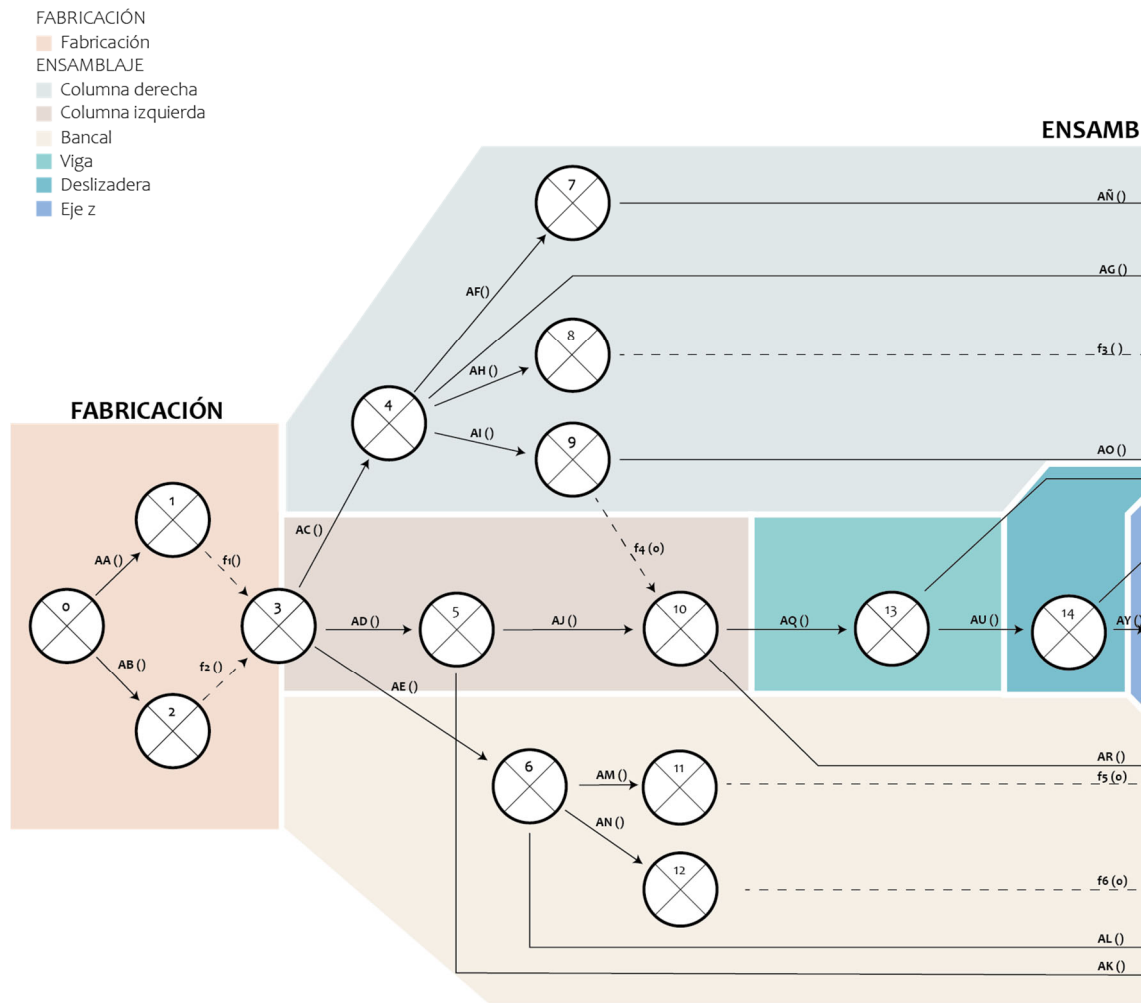 FABRICACIÓN
Fabricación
ENSAMBLAJE
Columna derecha
Columna izquierda
Bancal
Viga
Deslizadera
Eje z
ENSAMB
7
AÑ ()
AG ()
AF()
8
f3 ( )
AH ()
4
AI ()
9
AO ()
FABRICACIÓN
1
AC ()
f4 (0)
AA ()
f1()
0
3
AD ()
5
AJ ()
10
AQ ()
13
AU ()
14
AY ()
AB ()
f2 ()
AE ()
2
6
AM ()
11
AR ()
f5 (0)
AN ()
12
f6 (0)
AL ()
AK ()